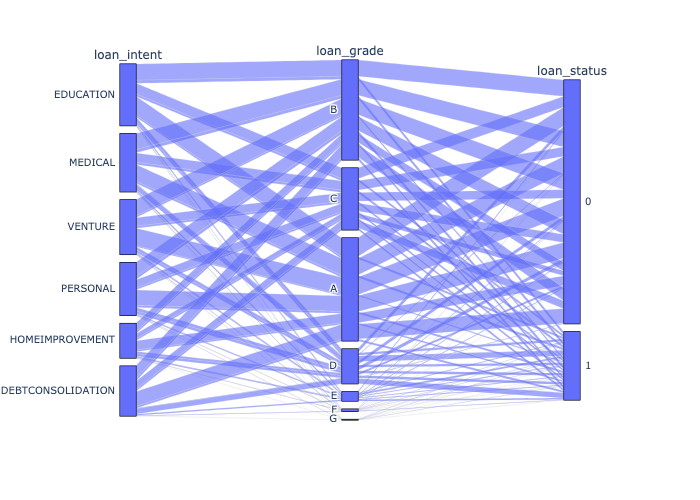 loan_intent
loan_grade
loan_status
EDUCATION
MEDICAL
VENTURE
PERSONAL
HOMEIMPROVEMENT
DEBTCONSOLIDATION
B
C
A
D
E
F
G
0
1